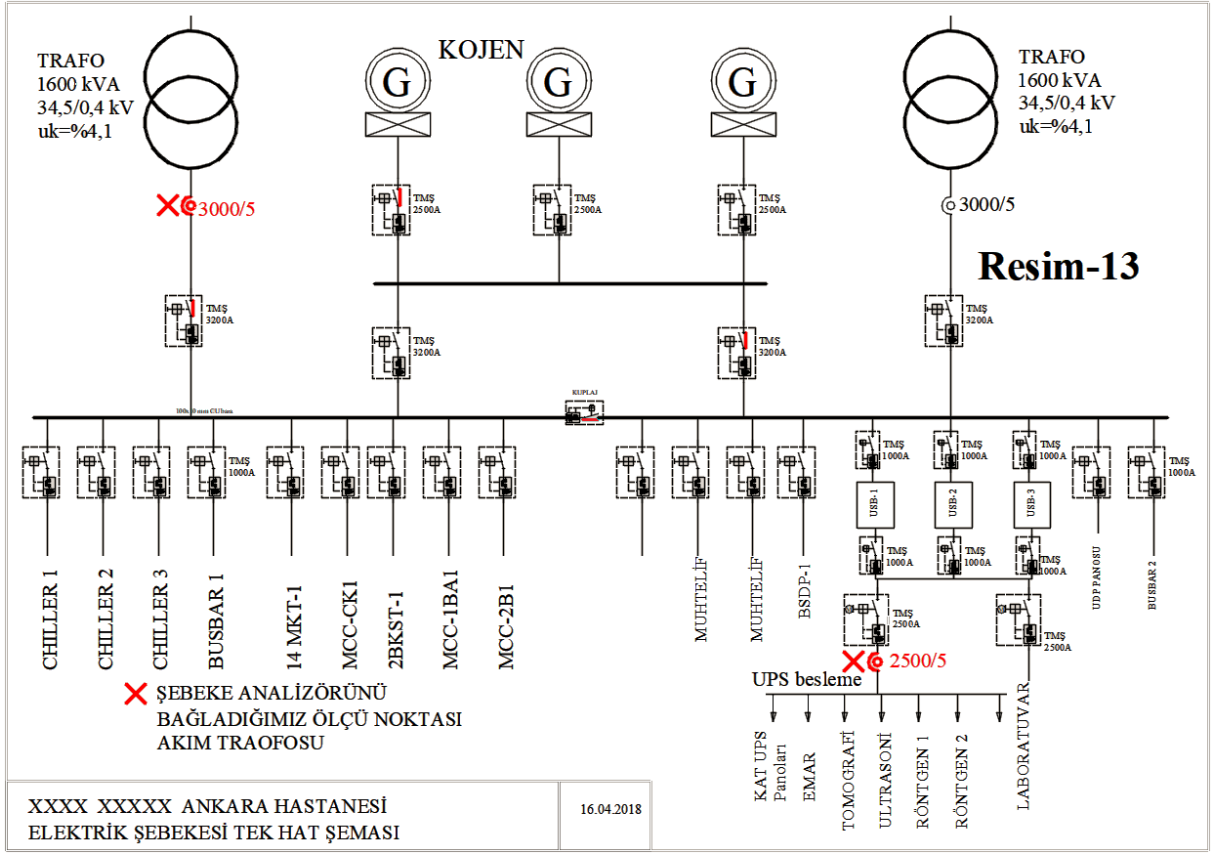 TRAFO
1600 kVA
34,5/0,4 kV
uk=%4,1
KOJEN
G
G
G
TRAFO
1600 kVA
34,5/0,4 kV
uk=%4,1
3000/5
TMŞ
2500A
TMŞ
2500A
TMŞ
2500A
3000/5
Resim-13
TMŞ
3200A
TMŞ
3200A
TMŞ
3200A
TMŞ
3200A
KUPLAJ
TMŞ
1000A
TMŞ
1000A
TMŞ
1000A
TMŞ
1000A
TMŞ
1000A
USB-1
USB-2
USB-3
TMŞ
1000A
TMŞ
1000A
TMŞ
1000A
CHILLER 1
CHILLER 2
CHILLER 3
BUSBAR 1
14 MKT-1
MCC-CK1
2BKST-1
MCC-1BA1
MCC-2B1
MUHTELİF
MUHTELİF
BSDP-1
UDP PANOSU
BUSBAR 2
TMŞ
2500A
TMŞ
2500A
2500/5
UPS besleme
KAT UPS
Panoları
EMAR
TOMOGRAFİ
ULTRASONİ
RÖNTGEN 1
RÖNTGEN 2
LABORATUVAR
ŞEBEKE ANALİZÖRÜNÜ
BAĞLADIĞIMIZ ÖLÇÜ NOKTASI
AKIM TRAOFOSU
XXXX XXXXX ANKARA HASTANESİ
ELEKTRİK ŞEBEKESİ TEK HAT ŞEMASI
16.04.2018